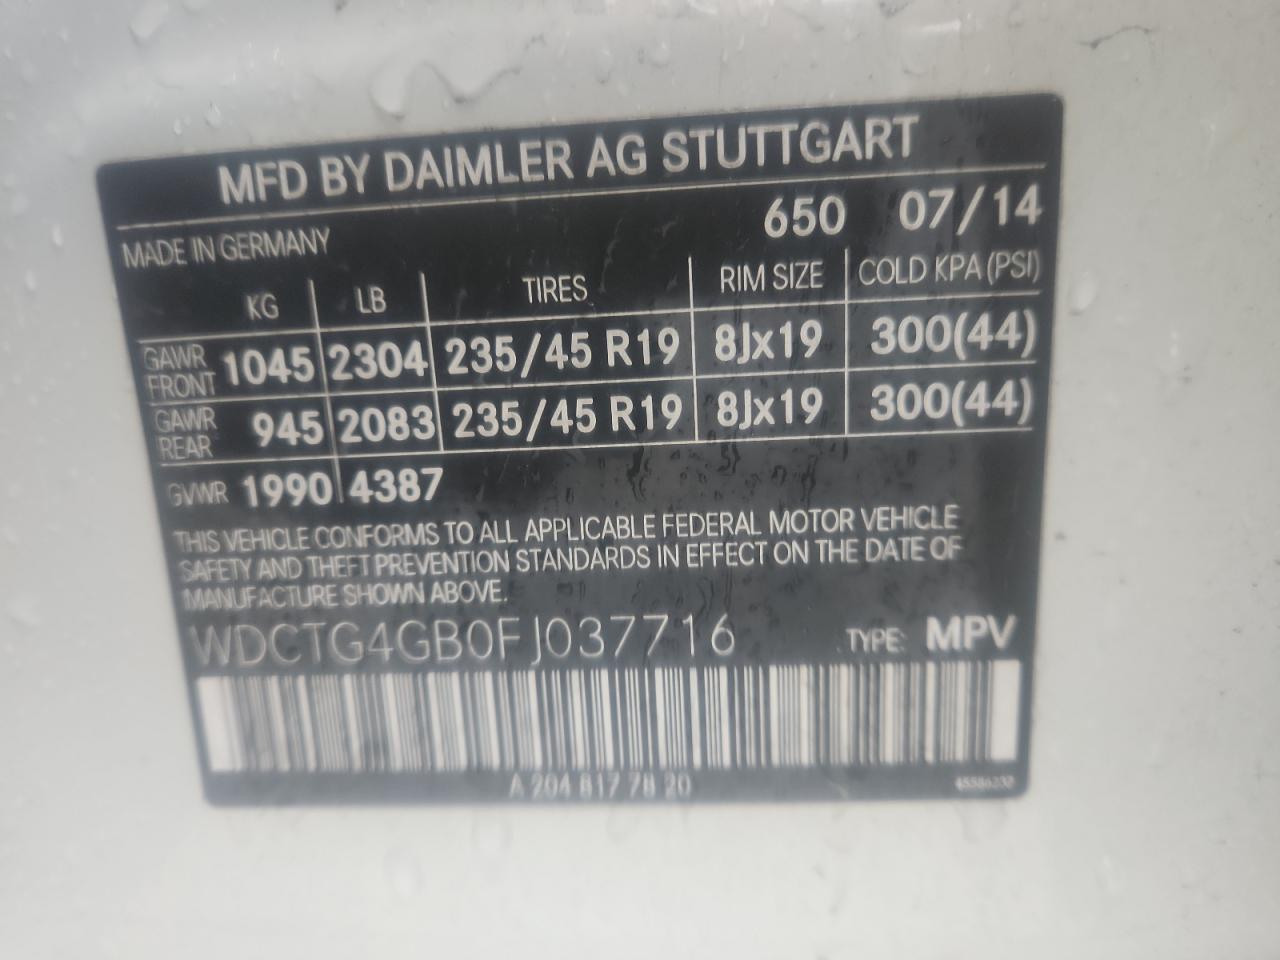 MFD BY DAIMLER AG STUTTGART
650 07/14
MADE IN GERMANY
KG LB TIRES RIM SIZE COLD KPA (PSI)
GAWR FRONT 1045 2304 235/45 R19 8Jx19 300(44)
GAWR REAR 945 2083 235/45 R19 8Jx19 300(44)
GVWR 1990 4387
THIS VEHICLE CONFORMS TO ALL APPLICABLE FEDERAL MOTOR VEHICLE
SAFETY AND THEFT PREVENTION STANDARDS IN EFFECT ON THE DATE OF
MANUFACTURE SHOWN ABOVE.
WDCTG4GB0FJ037716 TYPE: MPV
A 204 817 78 20